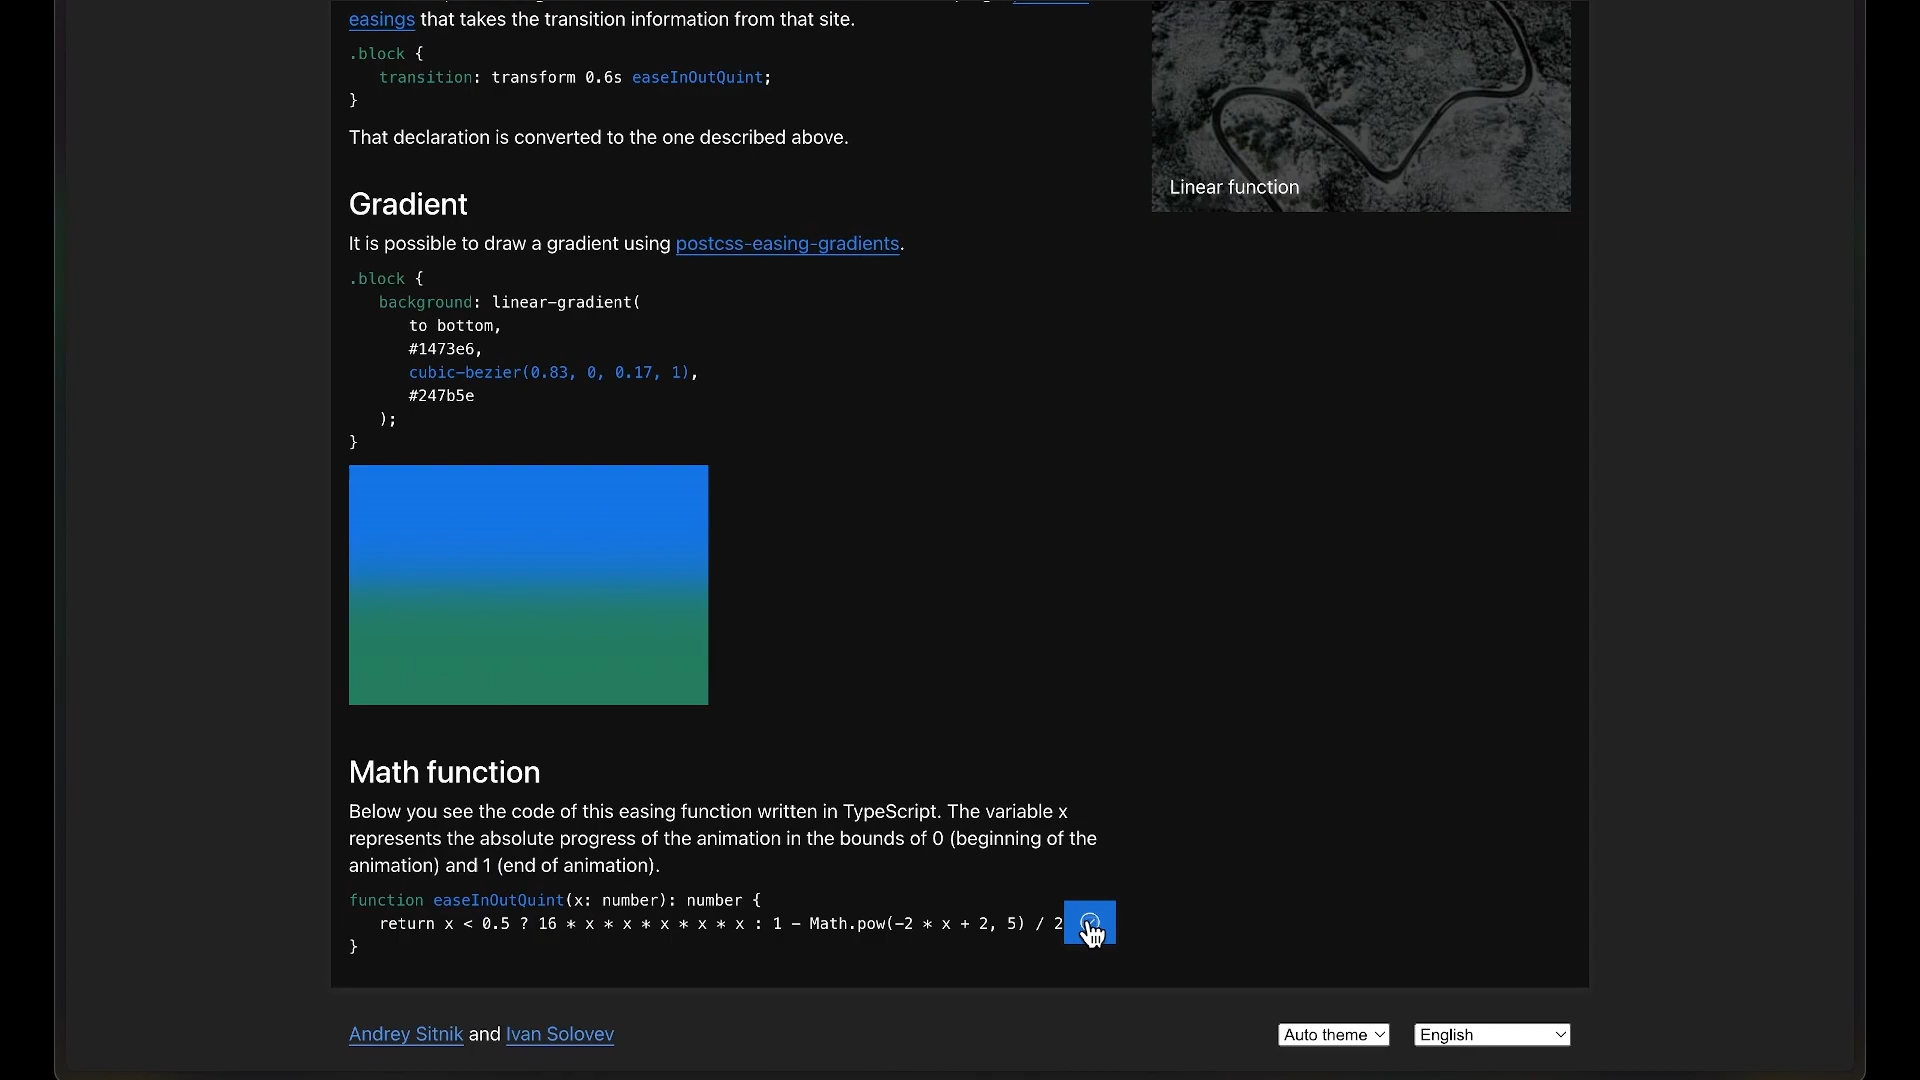 easings that takes the transition information from that site.
.block {
transition: transform 0.6s easeInOutQuint;
}
That declaration is converted to the one described above.
Linear function
Gradient
It is possible to draw a gradient using postcss-easing-gradients.
.block {
background: linear-gradient(
to bottom,
#1473e6,
cubic-bezier(0.83, 0, 0.17, 1),
#247b5e
);
}
Math function
Below you see the code of this easing function written in TypeScript. The variable x
represents the absolute progress of the animation in the bounds of 0 (beginning of the
animation) and 1 (end of animation).
function easeInOutQuint(x: number): number {
return x < 0.5 ? 16 * x * x * x * x * x : 1 - Math.pow(-2 * x + 2, 5) / 2
}
Andrey Sitnik and Ivan Solovev
Auto theme
English